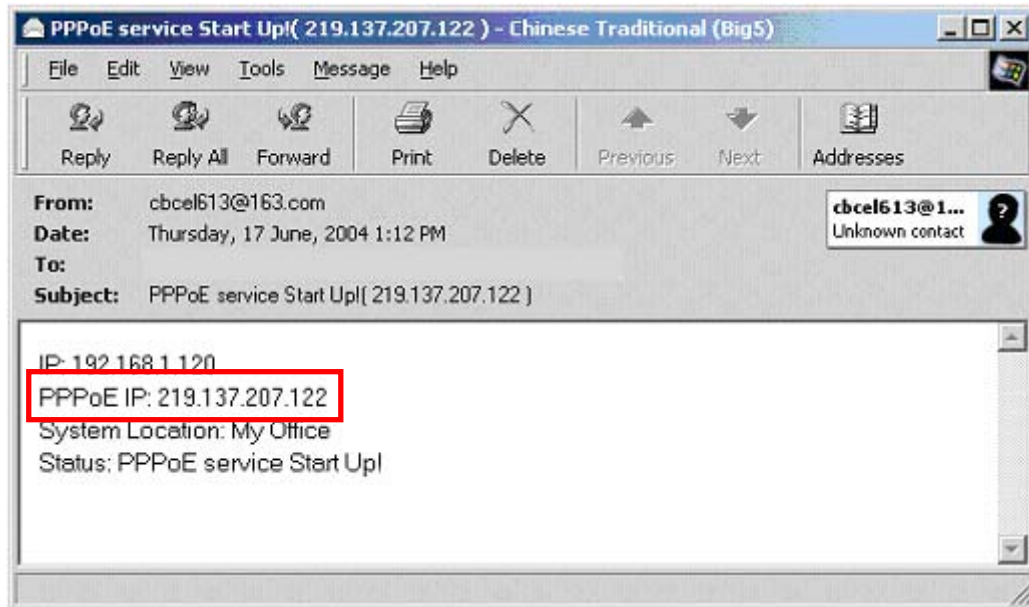 PPPoE service Start Up!( 219.137.207.122 ) - Chinese Traditional (Big5)
File Edit View Tools Message Help
Reply Reply All Forward Print Delete Previous Next Addresses
From: cbcel613@163.com
Date: Thursday, 17 June, 2004 1:12 PM
To:
Subject: PPPoE service Start Up!( 219.137.207.122 )
cbcel613@1...
Unknown contact
IP: 192.168.1.120
PPPoE IP: 219.137.207.122
System Location: My Office
Status: PPPoE service Start Up!